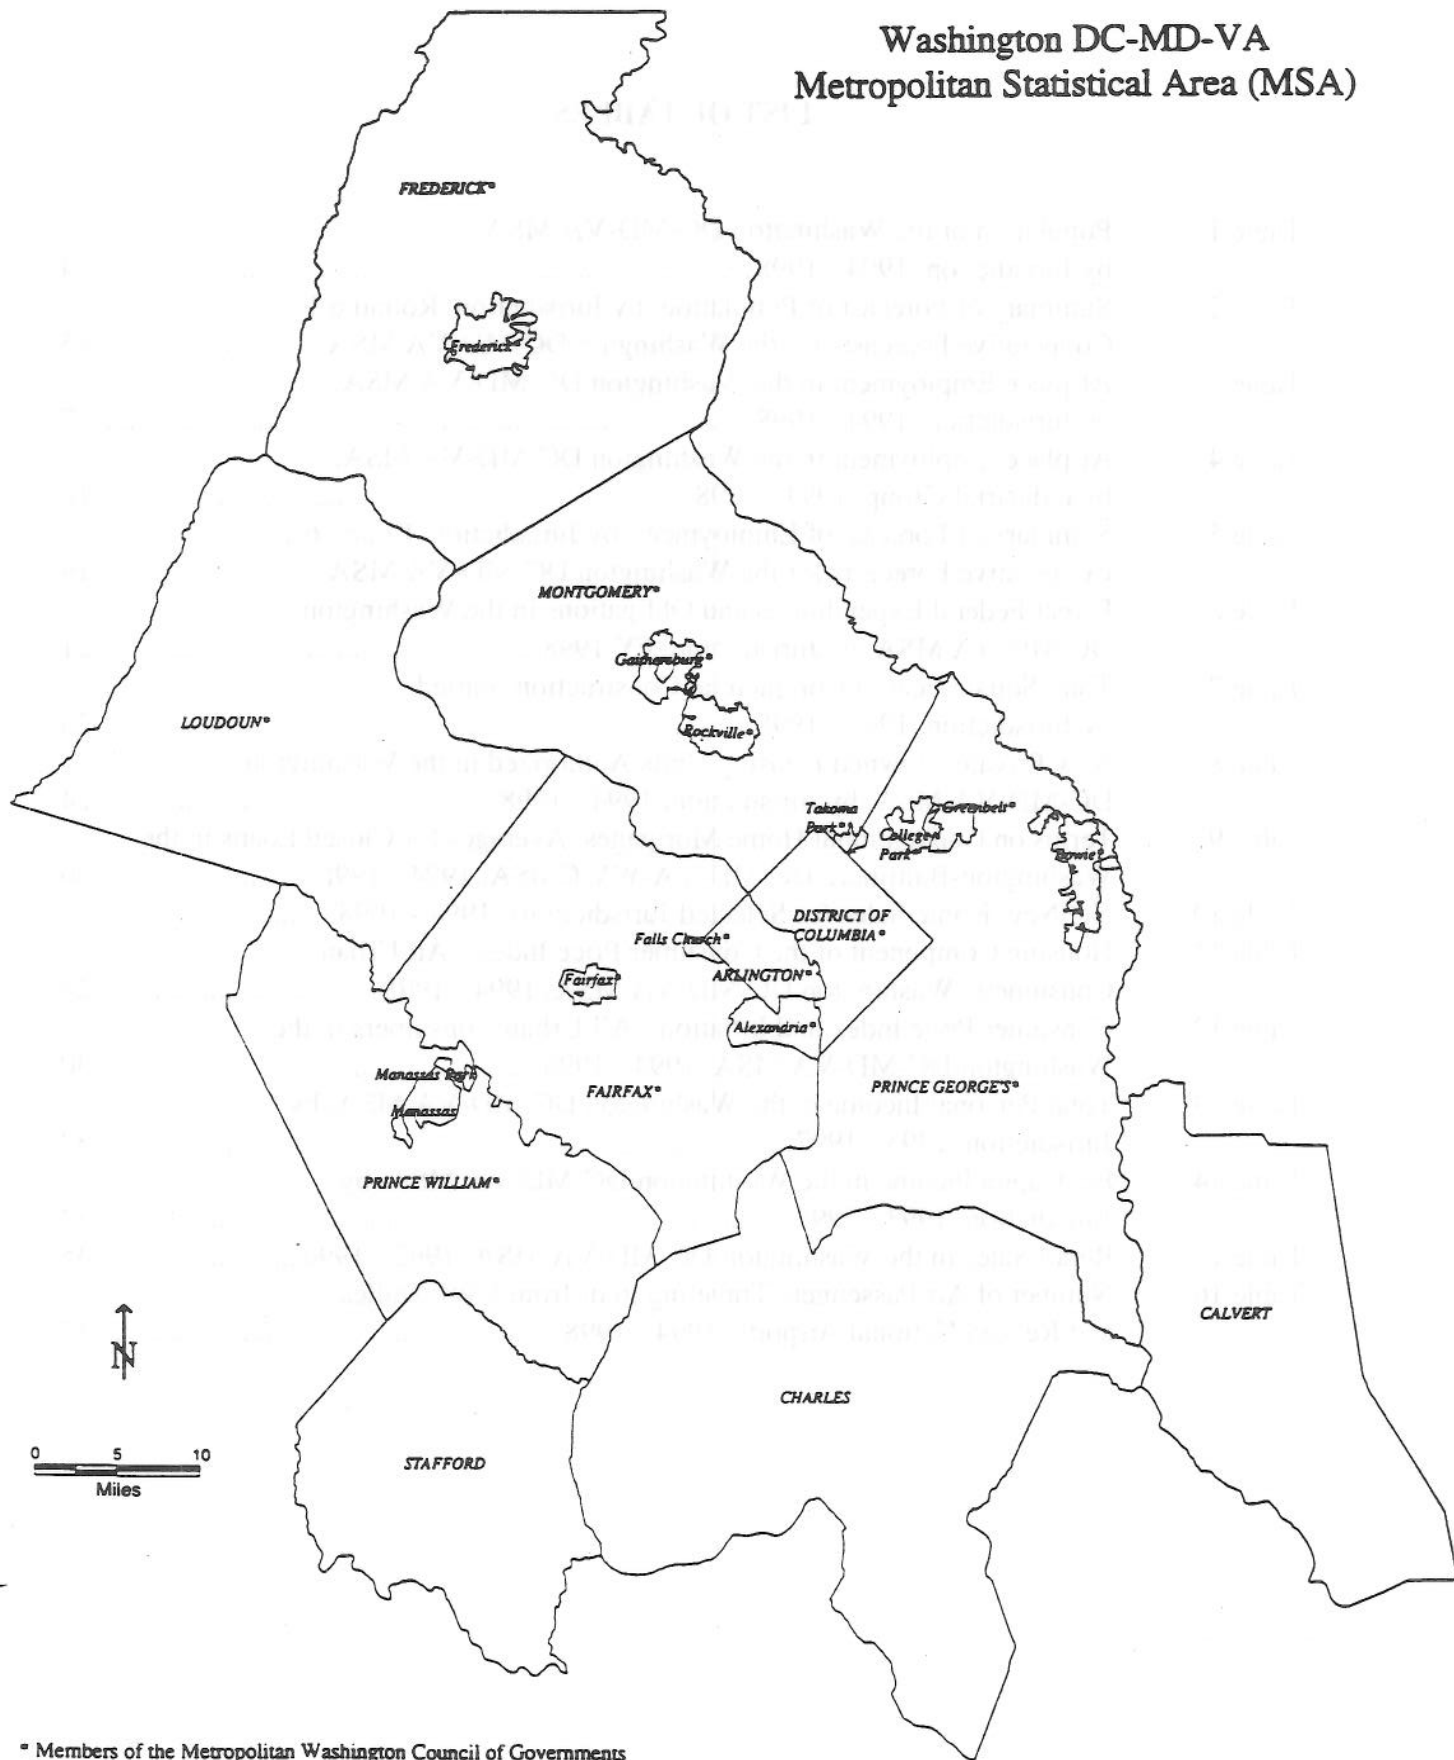 Washington DC-MD-VA
Metropolitan Statistical Area (MSA)
FREDERICK*
Frederick*
MONTGOMERY*
Gaithersburg*
LOUDOUN*
Rockville*
Takoma
Park*
College
Park*
Greenbelt*
Bowie*
DISTRICT OF
COLUMBIA*
Falls Church*
ARLINGTON*
Fairfax*
Alexandria*
Manassas Park
Manassas
FAIRFAX*
PRINCE GEORGE'S*
PRINCE WILLIAM*
CALVERT
N
CHARLES
STAFFORD
0 5 10
Miles
* Members of the Metropolitan Washington Council of Governments